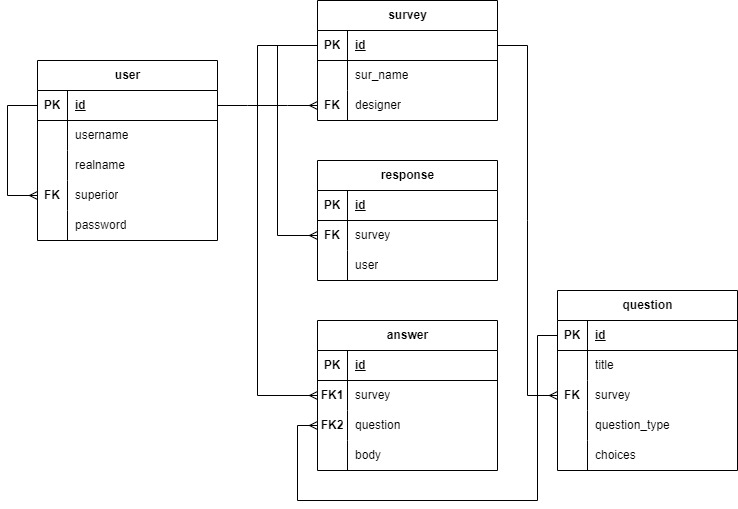 survey
PK id
sur_name
FK designer
user
PK id
username
realname
FK superior
password
response
PK id
FK survey
user
answer
PK id
FK1 survey
FK2 question
body
question
PK id
title
FK survey
question_type
choices